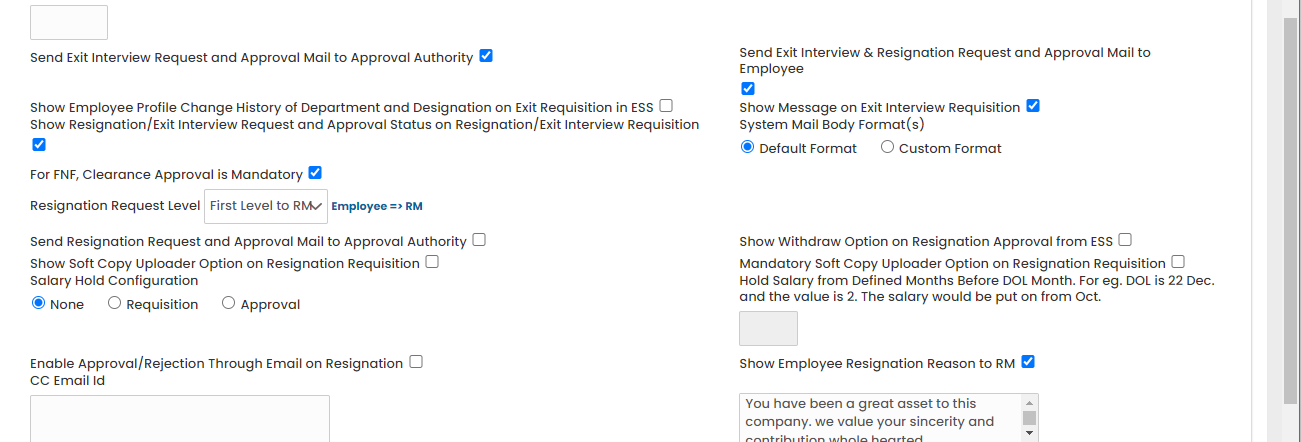 Send Exit Interview Request and Approval Mail to Approval Authority
Send Exit Interview & Resignation Request and Approval Mail to
Employee
Show Employee Profile Change History of Department and Designation on Exit Requisition in ESS
Show Message on Exit Interview Requisition
Show Resignation/Exit Interview Request and Approval Status on Resignation/Exit Interview Requisition
System Mail Body Format(s)
Default Format
Custom Format
For FNF, Clearance Approval is Mandatory
Resignation Request Level First Level to RM Employee => RM
Send Resignation Request and Approval Mail to Approval Authority
Show Withdraw Option on Resignation Approval from ESS
Show Soft Copy Uploader Option on Resignation Requisition
Mandatory Soft Copy Uploader Option on Resignation Requisition
Salary Hold Configuration
None Requisition Approval
Hold Salary from Defined Months Before DOL Month. For eg. DOL is 22 Dec.
and the value is 2. The salary would be put on from Oct.
Enable Approval/Rejection Through Email on Resignation
Show Employee Resignation Reason to RM
CC Email Id
You have been a great asset to this
company. we value your sincerity and
contribution whole hearted